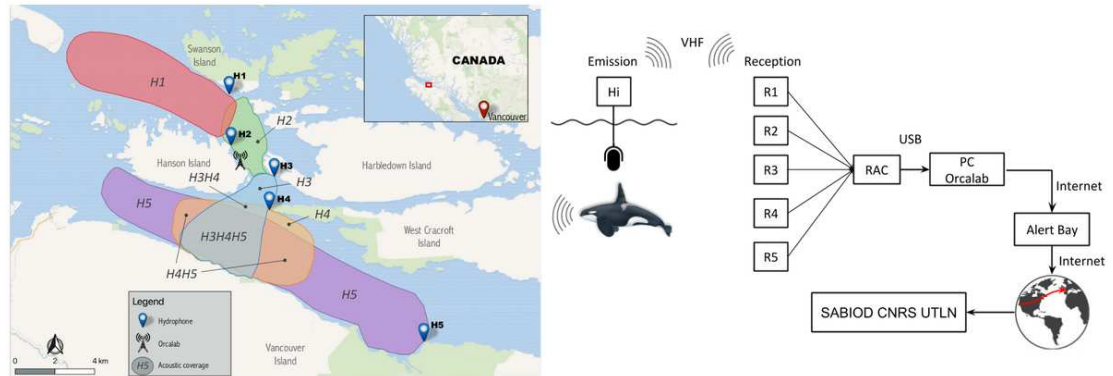 Swanson
Island
H1
H1
CANADA
Vancouver
H2
H2
Hanson Island
H3
Harbledown Island
H3H4
H3
H4
H5
H4
H3H4H5
West Cracroft
Island
H4H5
H5
H5
Legend
Hydrophone
Orcalab
H5
Acoustic coverage
Vancouver
Island
0
2
4 km
VHF
Emission
Reception
Hi
R1
R2
R3
R4
R5
RAC
USB
PC
Orcalab
Internet
Alert Bay
Internet
SABIOD CNRS UTLN